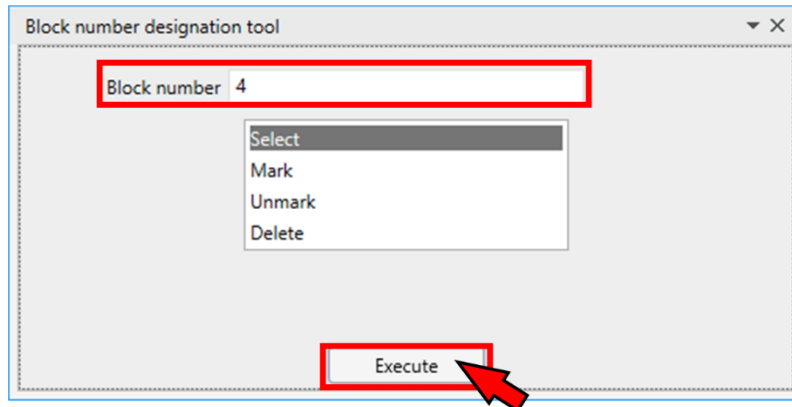 Block number designation tool
Block number 4
Select
Mark
Unmark
Delete
Execute